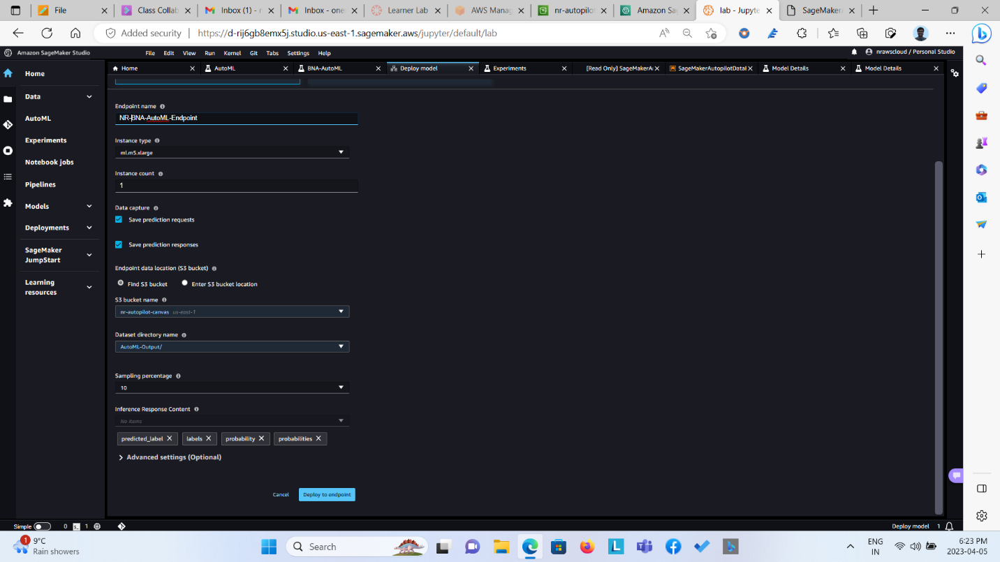 File
Class Collab
Inbox (1) - n
Inbox - one
Learner Lab
AWS Manag
nr-autopilot
Amazon Sa
lab - Jupyte
SageMaker/
Added security
https://d-rij6gb8emx5j.studio.us-east-1.sagemaker.aws/jupyter/default/lab
Amazon SageMaker Studio
File Edit View Run Kernel Git Tabs Settings Help
nrawscloud / Personal Studio
Home
AutoML
BNA-AutoML
Deploy model
Experiments
[Read Only] SageMakerA
SageMakerAutopilotDatal
Model Details
Model Details
Home
Data
AutoML
Experiments
Notebook jobs
Pipelines
Models
Deployments
SageMaker
JumpStart
Learning
resources
Endpoint name
NR-BNA-AutoML-Endpoint
Instance type
ml.m5.xlarge
Instance count
1
Data capture
Save prediction requests
Save prediction responses
Endpoint data location (S3 bucket)
Find S3 bucket Enter S3 bucket location
S3 bucket name
nr-autopilot-canvas us-east-1
Dataset directory name
AutoML-Output/
Sampling percentage
10
Inference Response Content
No items
predicted_label labels probability probabilities
Advanced settings (Optional)
Cancel Deploy to endpoint
Simple 0 1
Deploy model 1
1
9°C
Rain showers
Search
ENG
IN
6:23 PM
2023-04-05